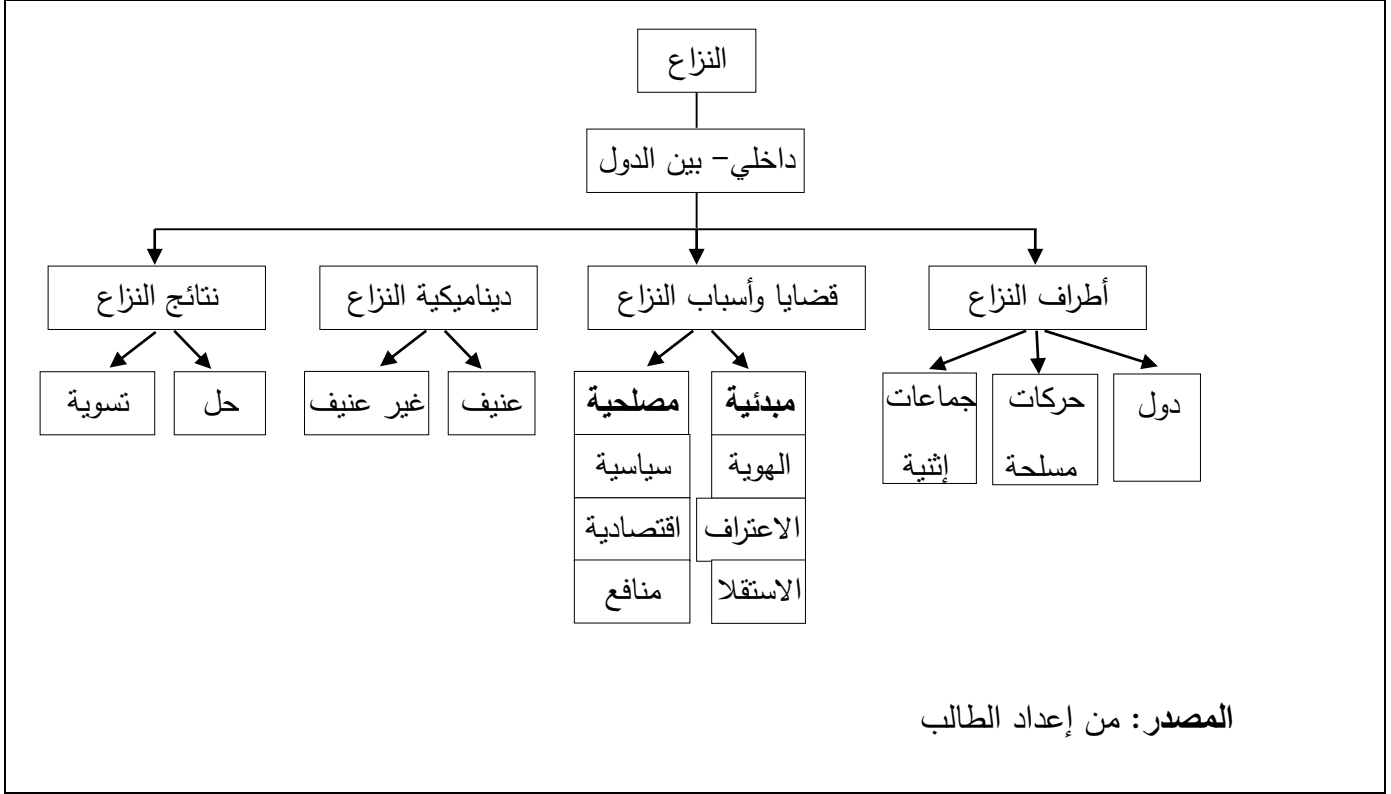 النزاع
داخلي– بين الدول
أطراف النزاع
قضايا وأسباب النزاع
ديناميكية النزاع
نتائج النزاع
دول
حركات
مسلحة
جماعات
إثنية
مبدئية
الهوية
الاعتراف
الاستقلا
مصلحية
سياسية
اقتصادية
منافع
عنيف
غير عنيف
حل
تسوية
المصدر: من إعداد الطالب